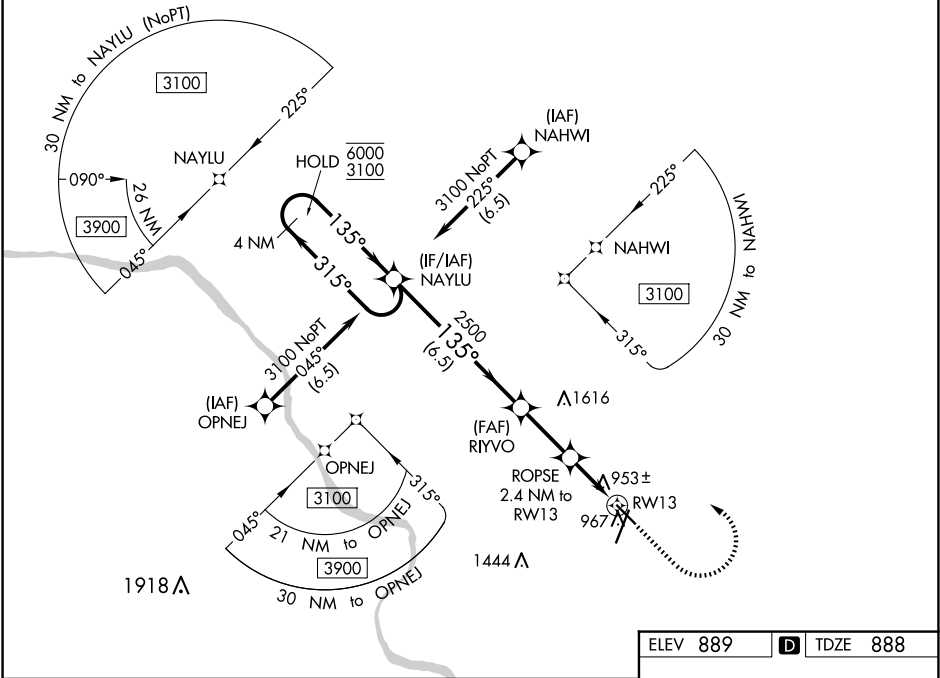 30 NM to NAYLU (NoPT)
3100
225°
NAYLU
090°
26 NM
3900
045°
HOLD 6000
3100
4 NM
135°
315°
(IAF)
NAHWI
3100 NoPT
225°
(6.5)
(IF/IAF)
NAYLU
225°
NAHWI
3100
315°
30 NM to NAHWI
3100 NoPT
045°
(6.5)
(IAF)
OPNEJ
2500
135°
(6.5)
1616
(FAF)
RIYVO
ROPSE
2.4 NM to
RW13
953±
RW13
967
OPNEJ
3100
045°
315°
21 NM to OPNEJ
3900
30 NM to OPNEJ
1918
1444
ELEV 889 D TDZE 888